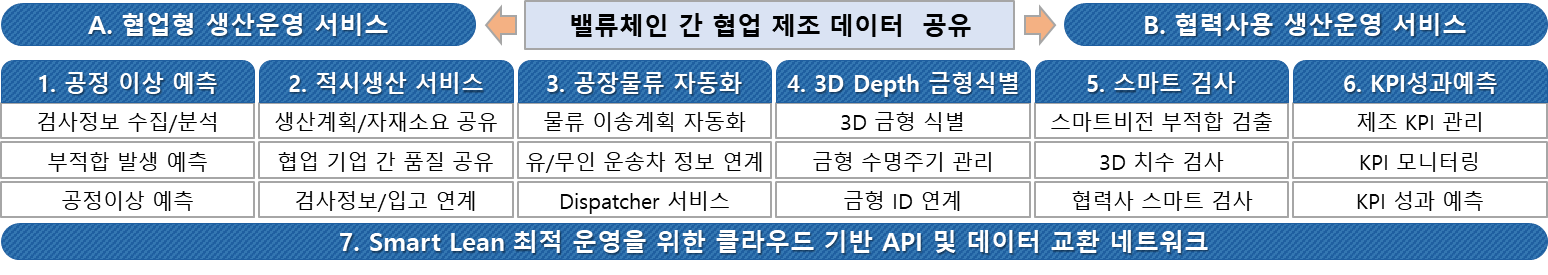 A. 협업형 생산운영 서비스
밸류체인 간 협업 제조 데이터 공유
B. 협력사용 생산운영 서비스
1. 공정 이상 예측
2. 적시생산 서비스
3. 공장물류 자동화
4. 3D Depth 금형식별
5. 스마트 검사
6. KPI성과예측
검사정보 수집/분석
생산계획/자재소요 공유
물류 이송계획 자동화
3D 금형 식별
스마트비전 부적합 검출
제조 KPI 관리
부적합 발생 예측
협업 기업 간 품질 공유
유/무인 운송차 정보 연계
금형 수명주기 관리
3D 치수 검사
KPI 모니터링
공정이상 예측
검사정보/입고 연계
Dispatcher 서비스
금형 ID 연계
협력사 스마트 검사
KPI 성과 예측
7. Smart Lean 최적 운영을 위한 클라우드 기반 API 및 데이터 교환 네트워크